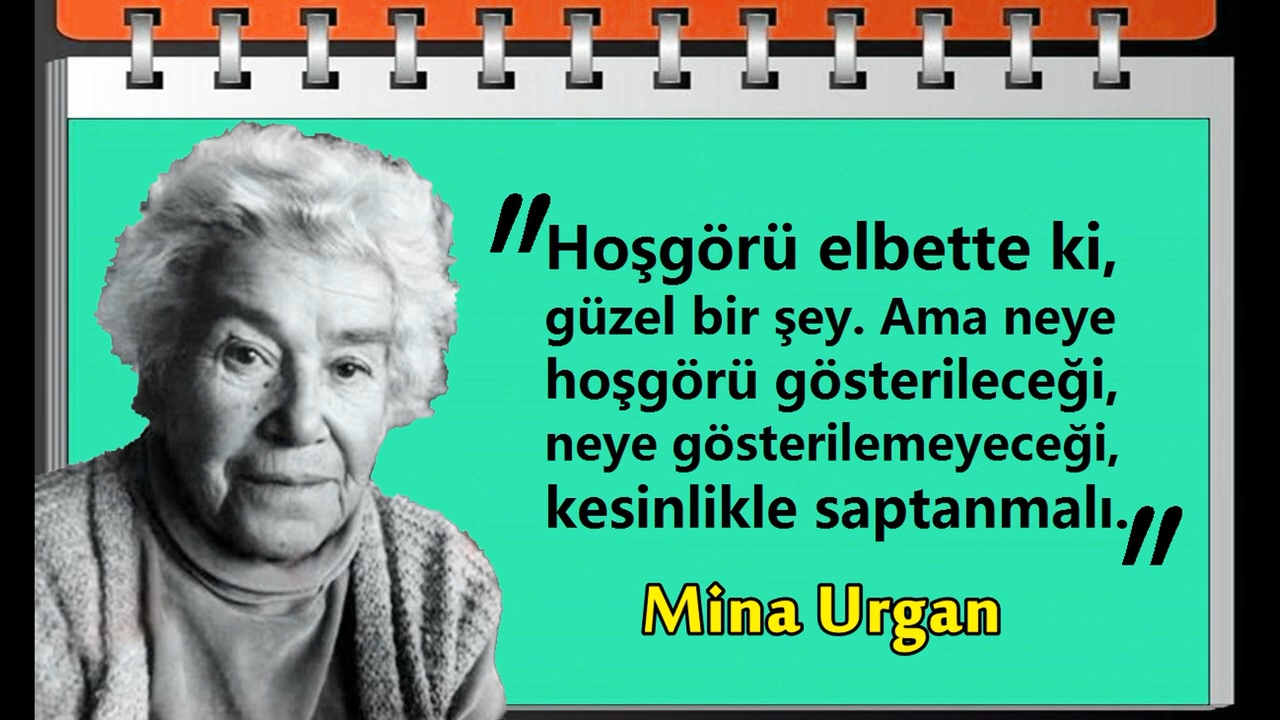 "Hoşgörü elbette ki,
güzel bir şey. Ama neye
hoşgörü gösterileceği,
neye gösterilemeyeceği,
kesinlikle saptanmalı."
Mina Urgan